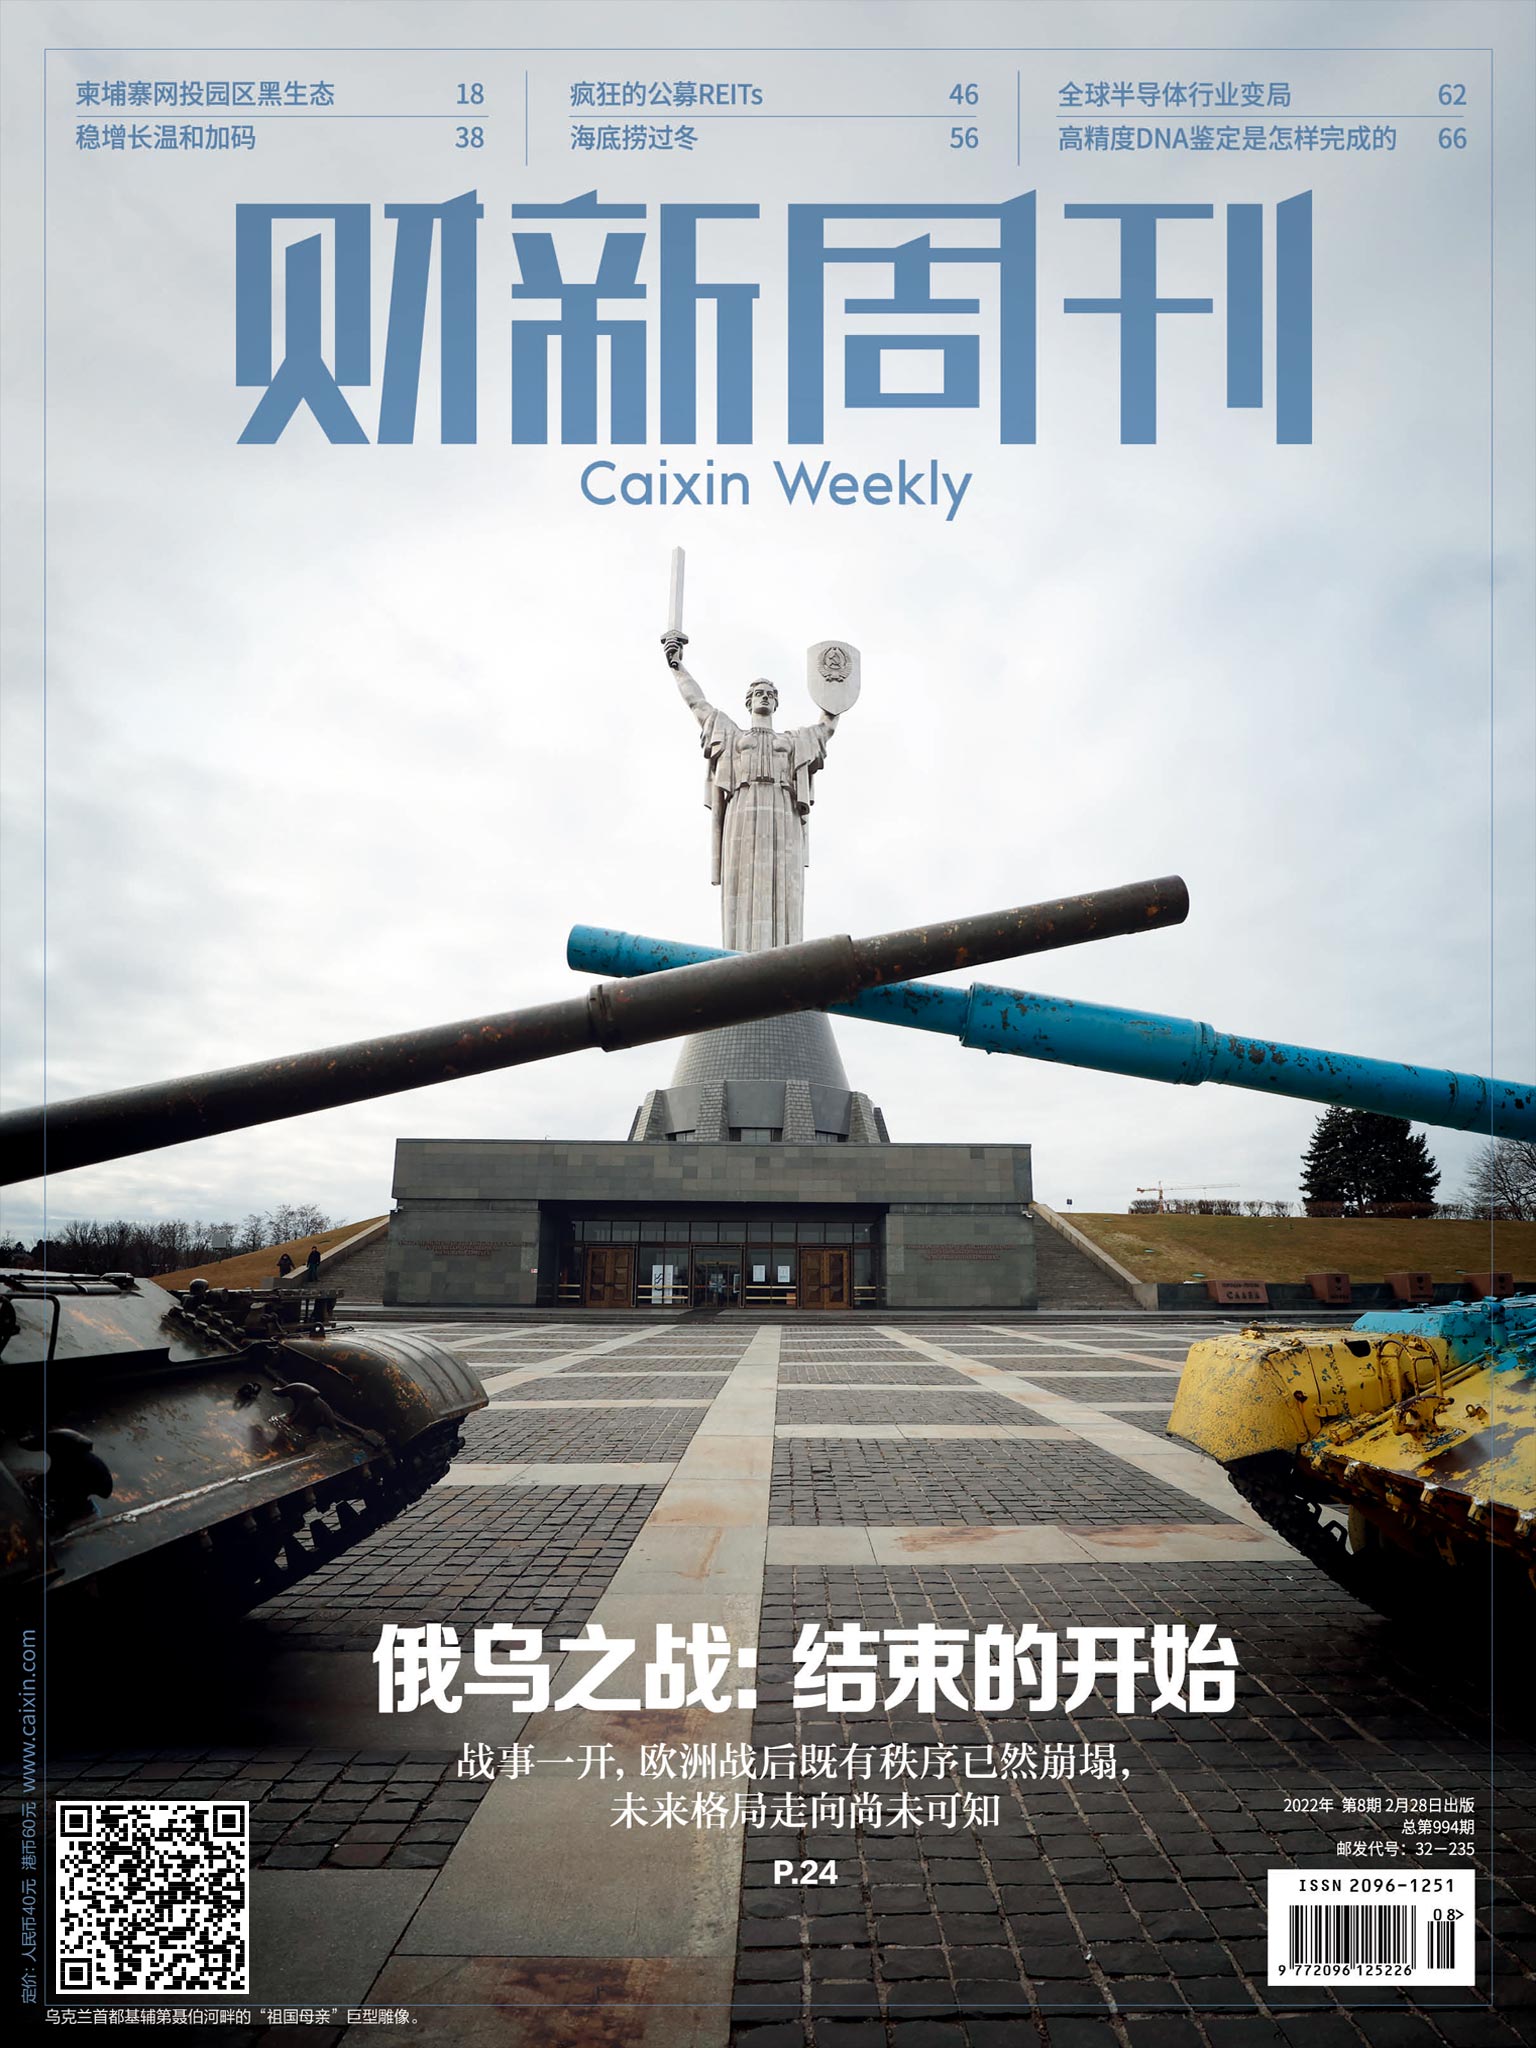 柬埔寨网投园区黑生态 18
稳增长温和加码 38
疯狂的公募REITs 46
海底捞过冬 56
全球半导体行业变局 62
高精度DNA鉴定是怎样完成的 66
财新周刊
Caixin Weekly
俄乌之战：结束的开始
战事一开，欧洲战后既有秩序已然崩塌，
未来格局走向尚未可知
P.24
2022年 第8期 2月28日出版
总第994期
邮发代号：32—235
ISSN 2096-1251
08>
9 772096 125226
定价：人民币40元 港币60元 www.caixin.com
乌克兰首都基辅第聂伯河畔的“祖国母亲”巨型雕像。